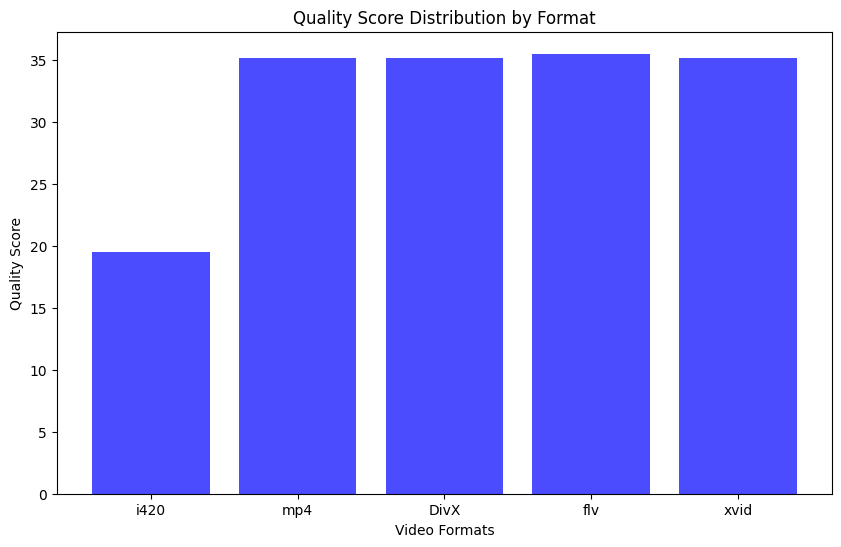 Quality Score Distribution by Format
Quality Score
35
30
25
20
15
10
5
0
i420 mp4 DivX flv xvid
Video Formats